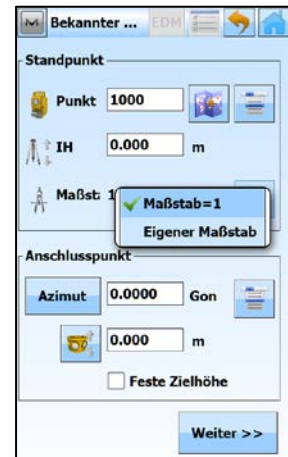 Bekannter ... EDM
Standpunkt
Punkt 1000
IH 0.000 m
Maßst: 1
Maßstab=1
Eigener Maßstab
Anschlusspunkt
Azimut 0.0000 Gon
0.000 m
Feste Zielhöhe
Weiter >>